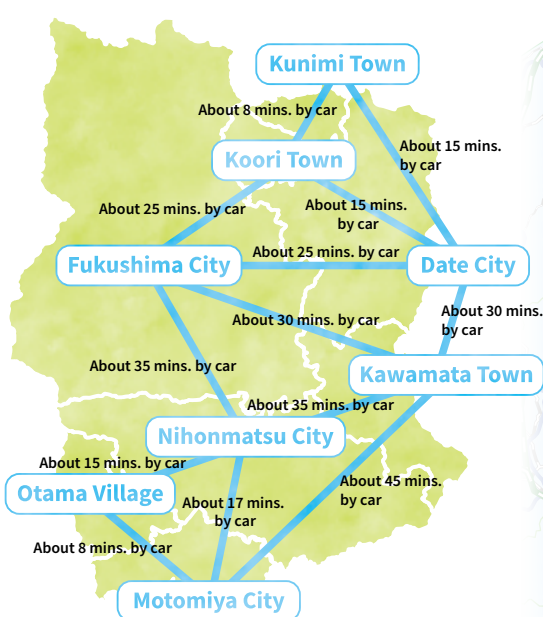 Kunimi Town
About 8 mins. by car
About 15 mins.
by car
Koori Town
About 25 mins. by car
About 15 mins.
by car
About 25 mins. by car
Fukushima City
Date City
About 30 mins. by car
About 30 mins.
by car
About 35 mins. by car
Kawamata Town
About 35 mins. by car
Nihonmatsu City
About 15 mins. by car
Otama Village
About 17 mins.
by car
About 45 mins.
by car
About 8 mins. by car
Motomiya City